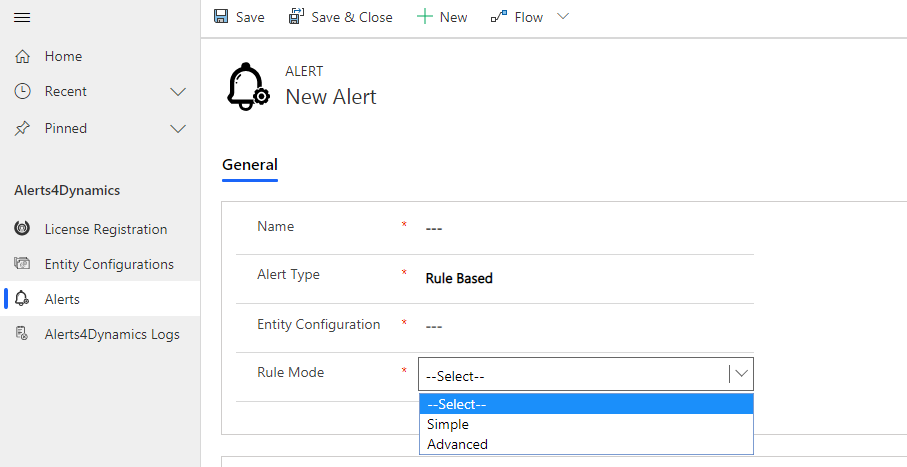 Save Save & Close New Flow
Home
Recent
Pinned
Alerts4Dynamics
License Registration
Entity Configurations
Alerts
Alerts4Dynamics Logs
ALERT
New Alert
General
Name * ---
Alert Type * Rule Based
Entity Configuration * ---
Rule Mode * --Select--
--Select--
Simple
Advanced